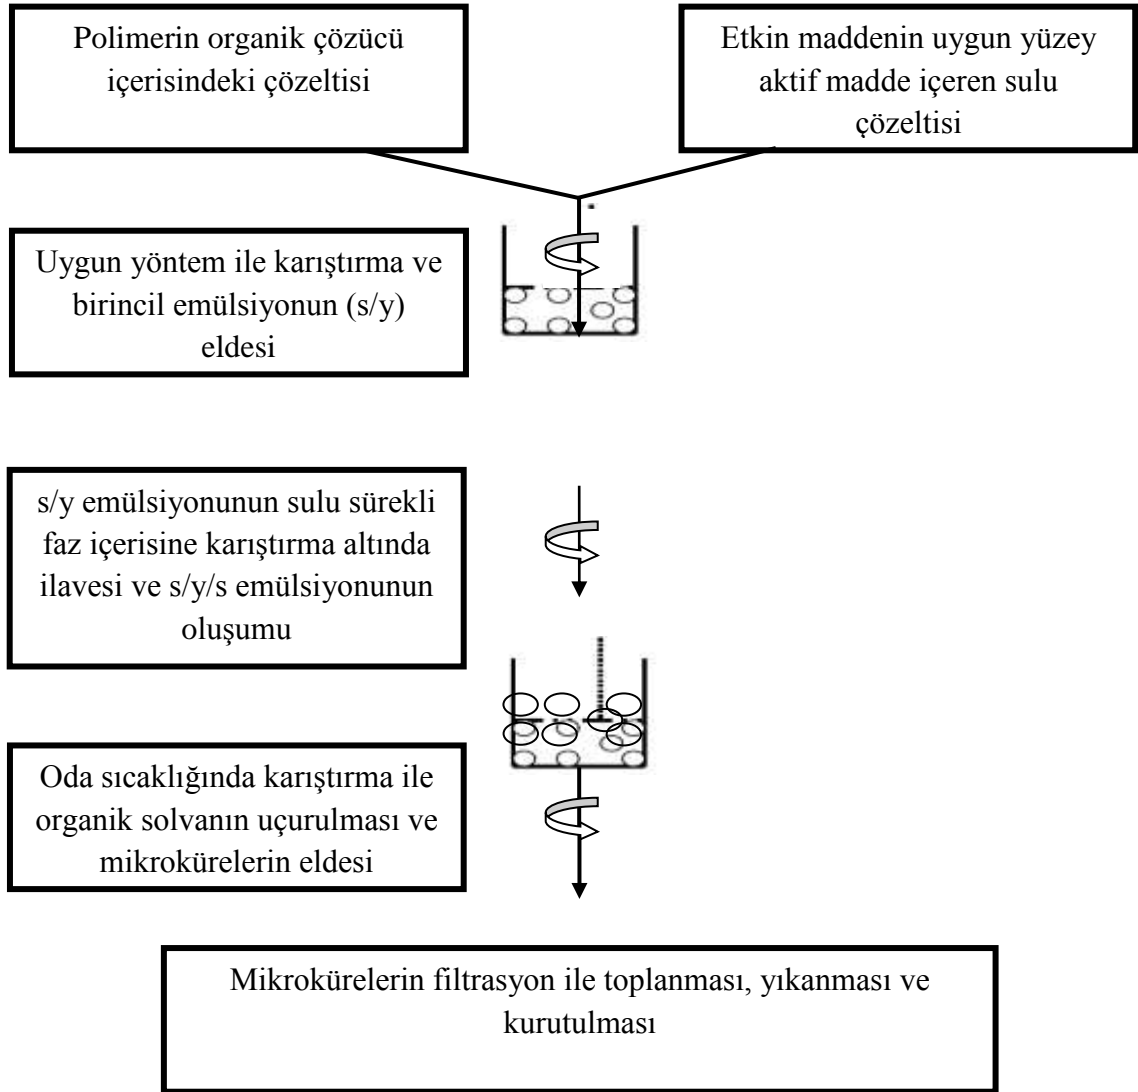 Polimerin organik çözücü
içerisindeki çözeltisi
Etkin maddenin uygun yüzey
aktif madde içeren sulu
çözeltisi
Uygun yöntem ile karıştırma ve
birincil emülsiyonun (s/y)
eldesi
s/y emülsiyonunun sulu sürekli
faz içerisine karıştırma altında
ilavesi ve s/y/s emülsiyonunun
oluşumu
Oda sıcaklığında karıştırma ile
organik solvanın uçurulması ve
mikrokürelerin eldesi
Mikrokürelerin filtrasyon ile toplanması, yıkanması ve
kurutulması